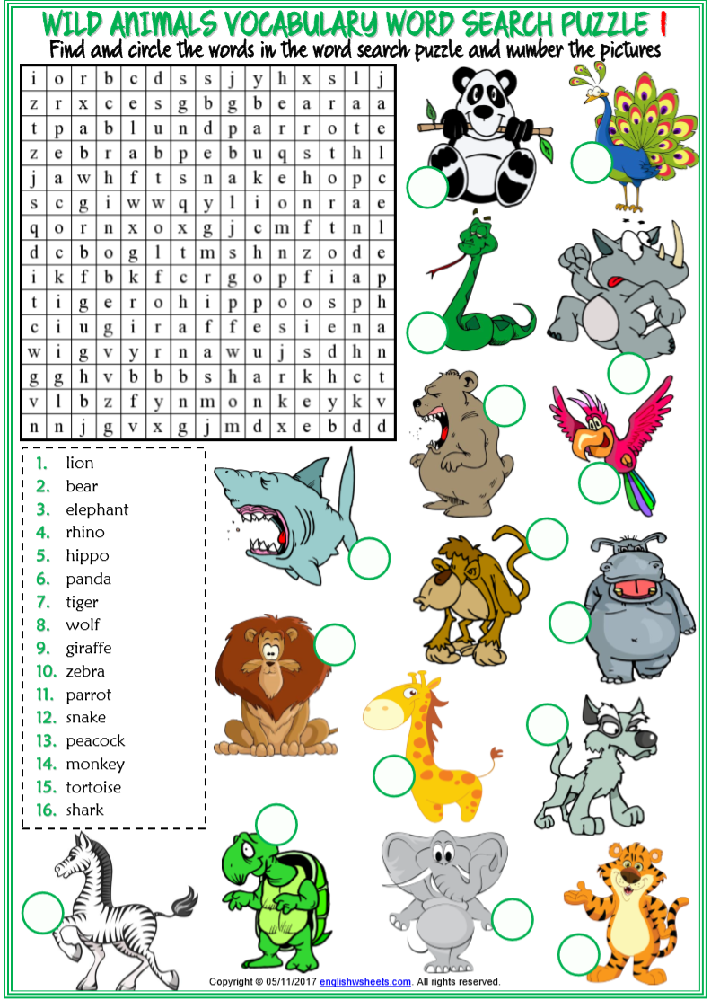 WILD ANIMALS VOCABULARY WORD SEARCH PUZZLE 1
Find and circle the words in the word search puzzle and number the pictures
i o r b c d s s j y h x s l j
z r x c e s g b g b e a r a a
t p a b l u n d p a r r o t e
z e b r a b p e b u q s t h l
j a w h f t s n a k e h o p c
s c g i w w q y l i o n r a e
q o r n x o x g j c m f t n l
d c b o g l t m s h n z o d e
i k f b k f c r g o p f i a p
t i g e r o h i p p o o s p h
c i u g i r a f f e s i e n a
w i g v y r n a w u j s d h n
g g h v b b b s h a r k h c t
v l b z f y n m o n k e y k v
n n j g v x g j m d x e b d d
1. lion
2. bear
3. elephant
4. rhino
5. hippo
6. panda
7. tiger
8. wolf
9. giraffe
10. zebra
11. parrot
12. snake
13. peacock
14. monkey
15. tortoise
16. shark
Copyright © 05/11/2017 englishwsheets.com. All rights reserved.